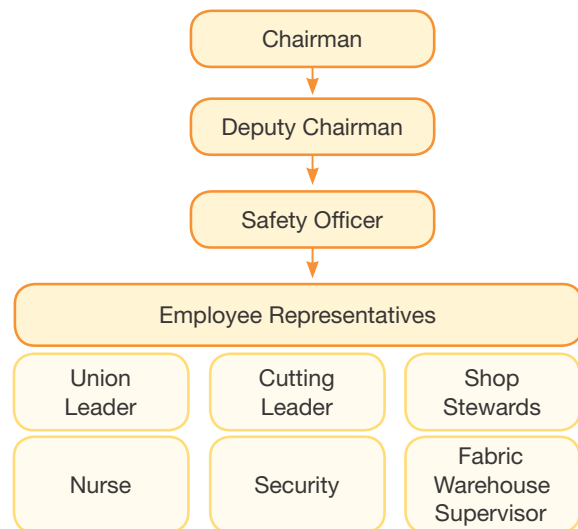 Chairman
Deputy Chairman
Safety Officer
Employee Representatives
Union
Leader
Cutting
Leader
Shop
Stewards
Nurse
Security
Fabric
Warehouse
Supervisor